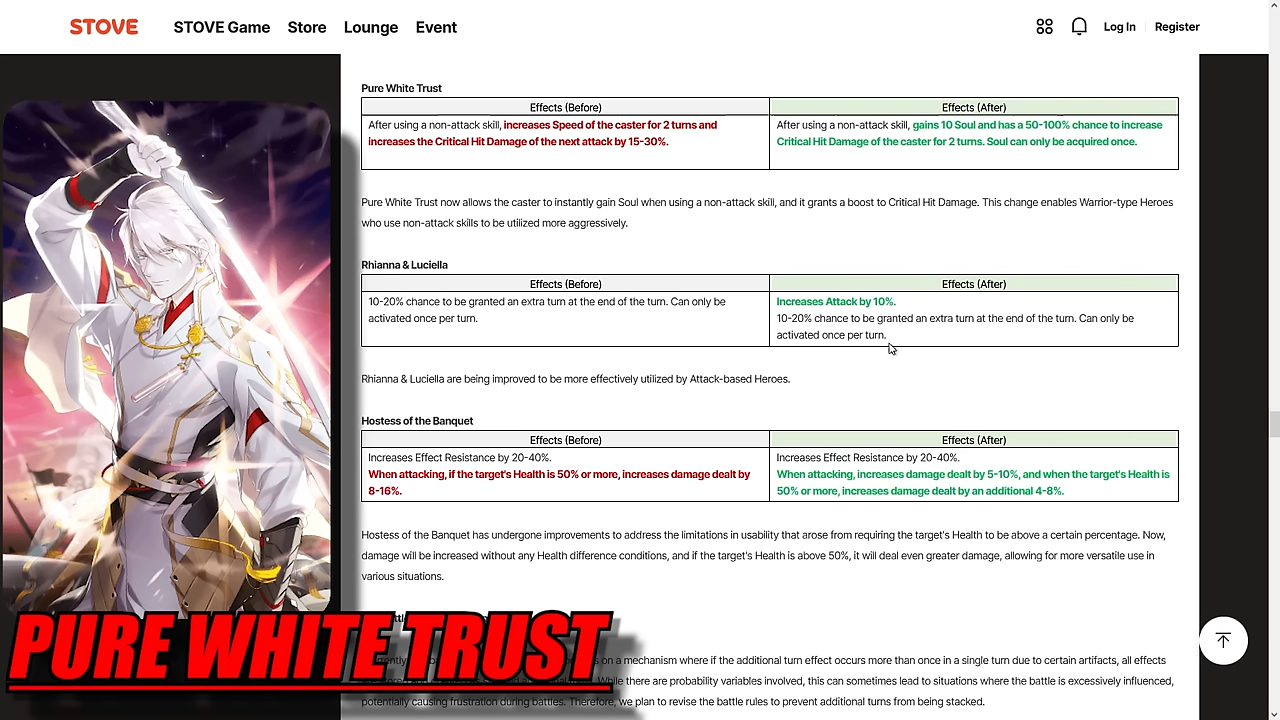 STOVE STOVE Game Store Lounge Event Log In Register
Pure White Trust
Effects (Before) Effects (After)
After using a non-attack skill, increases Speed of the caster for 2 turns and
increases the Critical Hit Damage of the next attack by 15-30%.
After using a non-attack skill, gains 10 Soul and has a 50-100% chance to increase
Critical Hit Damage of the caster for 2 turns. Soul can only be acquired once.
Pure White Trust now allows the caster to instantly gain Soul when using a non-attack skill, and it grants a boost to Critical Hit Damage. This change enables Warrior-type Heroes
who use non-attack skills to be utilized more aggressively.
Rhianna & Luciella
Effects (Before) Effects (After)
10-20% chance to be granted an extra turn at the end of the turn. Can only be
activated once per turn.
Increases Attack by 10%.
10-20% chance to be granted an extra turn at the end of the turn. Can only be
activated once per turn.
Rhianna & Luciella are being improved to be more effectively utilized by Attack-based Heroes.
Hostess of the Banquet
Effects (Before) Effects (After)
Increases Effect Resistance by 20-40%.
When attacking, if the target's Health is 50% or more, increases damage dealt by
8-16%.
Increases Effect Resistance by 20-40%.
When attacking, increases damage dealt by 5-10%, and when the target's Health is
50% or more, increases damage dealt by an additional 4-8%.
Hostess of the Banquet has undergone improvements to address the limitations in usability that arose from requiring the target's Health to be above a certain percentage. Now,
damage will be increased without any Health difference conditions, and if the target's Health is above 50%, it will deal even greater damage, allowing for more versatile use in
various situations.
PURE WHITE TRUST
on a mechanism where if the additional turn effect occurs more than once in a single turn due to certain artifacts, all effects
While there are probability variables involved, this can sometimes lead to situations where the battle is excessively influenced,
potentially causing frustration during battles. Therefore, we plan to revise the battle rules to prevent additional turns from being stacked.